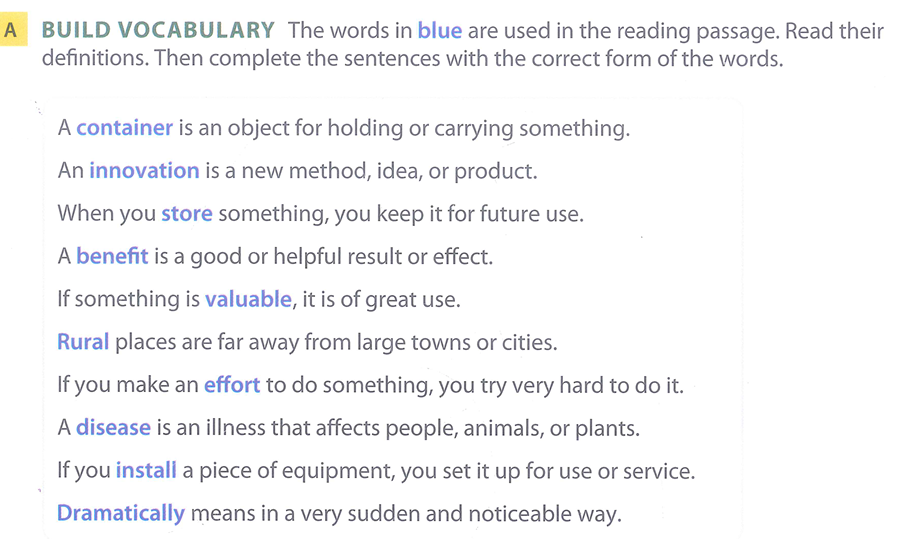 A BUILD VOCABULARY The words in blue are used in the reading passage. Read their
definitions. Then complete the sentences with the correct form of the words.
A container is an object for holding or carrying something.
An innovation is a new method, idea, or product.
When you store something, you keep it for future use.
A benefit is a good or helpful result or effect.
If something is valuable, it is of great use.
Rural places are far away from large towns or cities.
If you make an effort to do something, you try very hard to do it.
A disease is an illness that affects people, animals, or plants.
If you install a piece of equipment, you set it up for use or service.
Dramatically means in a very sudden and noticeable way.